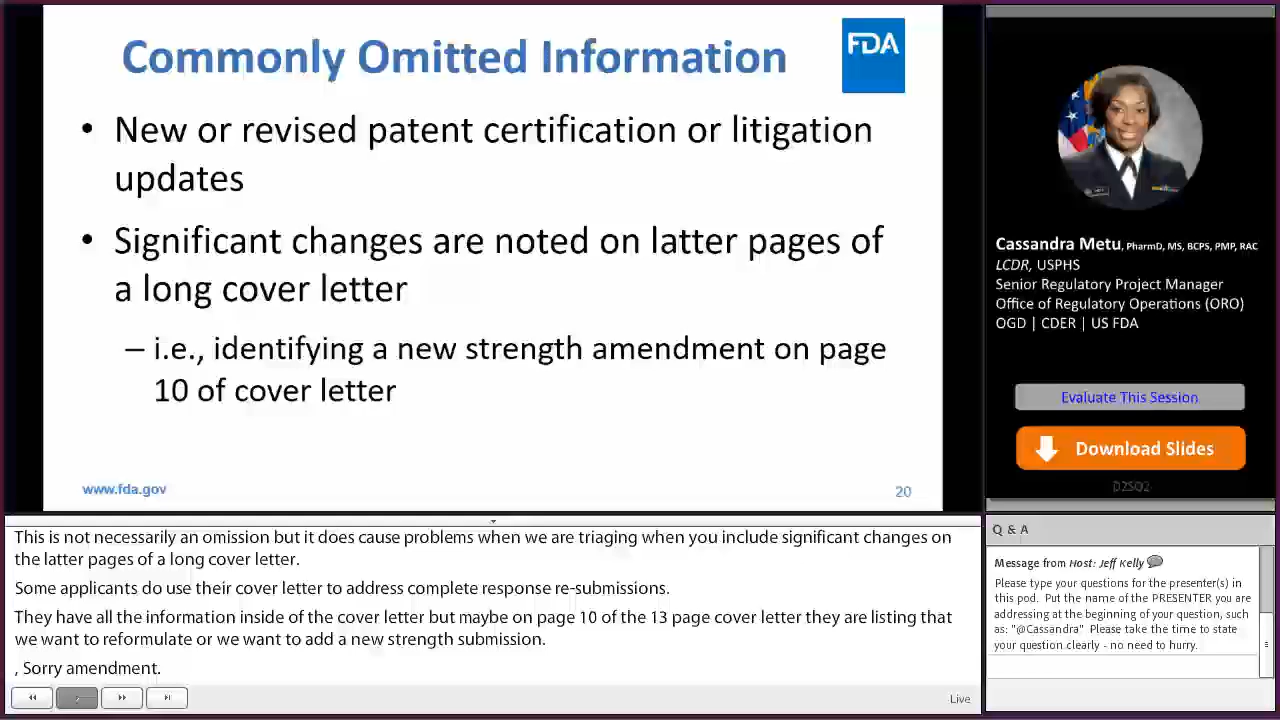 Commonly Omitted Information
FDA
• New or revised patent certification or litigation
updates
• Significant changes are noted on latter pages of
a long cover letter
– i.e., identifying a new strength amendment on page
10 of cover letter
www.fda.gov
20
Cassandra Metu, PharmD, MS, BCPS, PMP, RAC
LCDR, USPHS
Senior Regulatory Project Manager
Office of Regulatory Operations (ORO)
OGD | CDER | US FDA
Evaluate This Session
Download Slides
D2SQ2
This is not necessarily an omission but it does cause problems when we are triaging when you include significant changes on
the latter pages of a long cover letter.
Some applicants do use their cover letter to address complete response re-submissions.
They have all the information inside of the cover letter but maybe on page 10 of the 13 page cover letter they are listing that
we want to reformulate or we want to add a new strength submission.
, Sorry amendment.
Live
Q & A
Message from Host: Jeff Kelly
Please type your questions for the presenter(s) in
this pod. Put the name of the PRESENTER you are
addressing at the beginning of your question, such
as: "@Cassandra" Please take the time to state
your question clearly - no need to hurry.